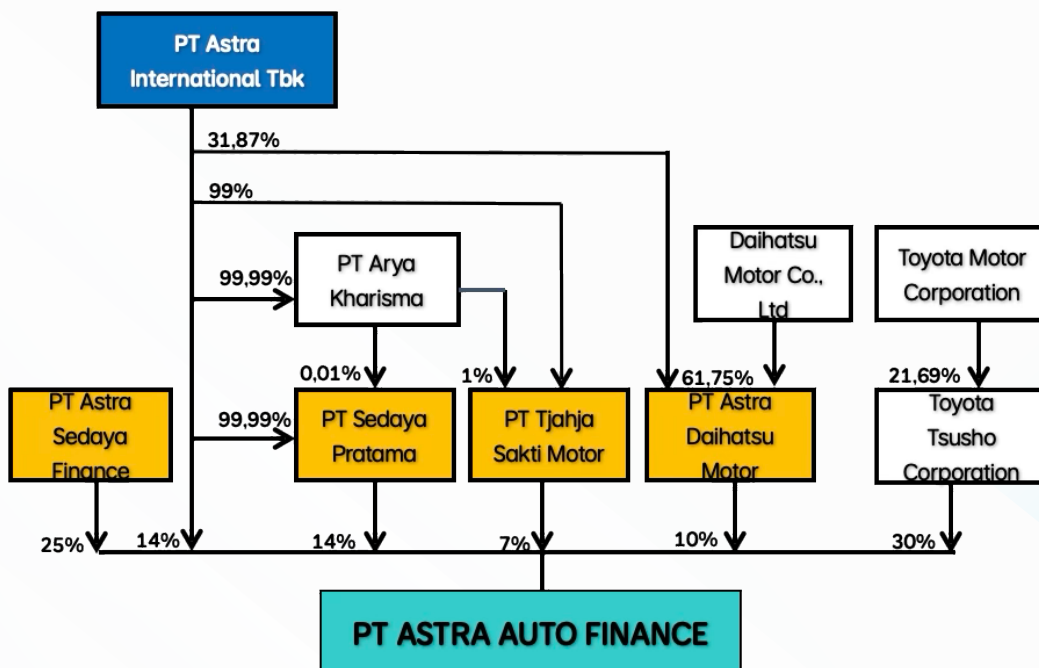 PT Astra
International Tbk
31,87%
99%
99,99%
PT Arya
Kharisma
Daihatsu
Motor Co.,
Ltd
Toyota Motor
Corporation
0,01%
1%
61,75%
21,69%
PT Astra
Sedaya
Finance
99,99%
PT Sedaya
Pratama
PT Tjahja
Sakti Motor
PT Astra
Daihatsu
Motor
Toyota
Tsusho
Corporation
25%
14%
14%
7%
10%
30%
PT ASTRA AUTO FINANCE